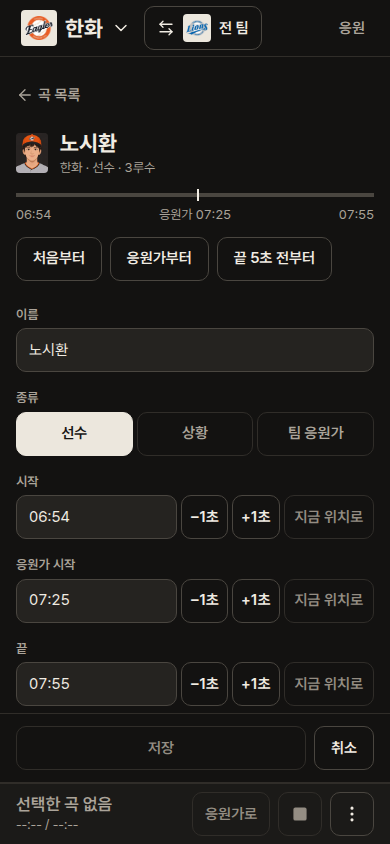 Eagles 한화 Lions 전 팀 응원
← 곡 목록
노시환
한화 · 선수 · 3루수
06:54 응원가 07:25 07:55
처음부터 응원가부터 끝 5초 전부터
이름
노시환
종류
선수 상황 팀 응원가
시작
06:54 −1초 +1초 지금 위치로
응원가 시작
07:25 −1초 +1초 지금 위치로
끝
07:55 −1초 +1초 지금 위치로
저장 취소
선택한 곡 없음 응원가로
--:-- / --:--